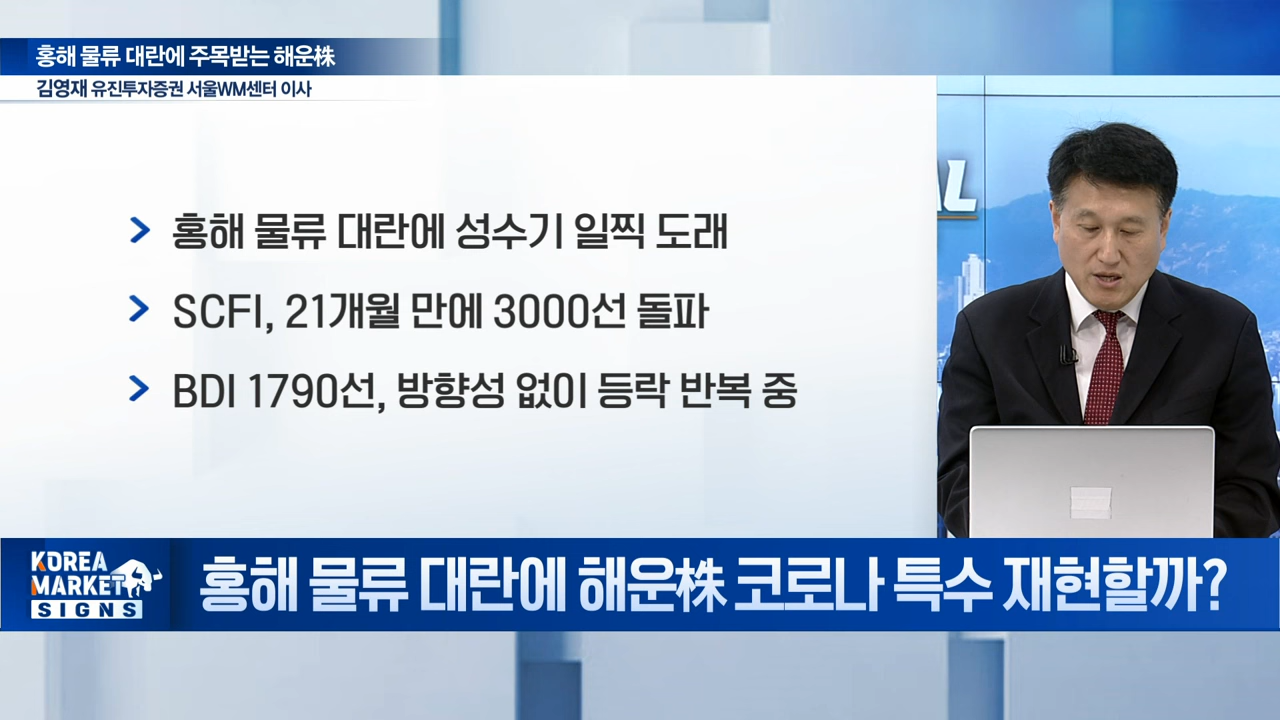 홍해 물류 대란에 주목받는 해운株
김영재 유진투자증권 서울WM센터 이사
홍해 물류 대란에 성수기 일찍 도래
SCFI, 21개월 만에 3000선 돌파
BDI 1790선, 방향성 없이 등락 반복 중
AL
KOREA
MARKET
SIGNS
홍해 물류 대란에 해운株 코로나 특수 재현할까?